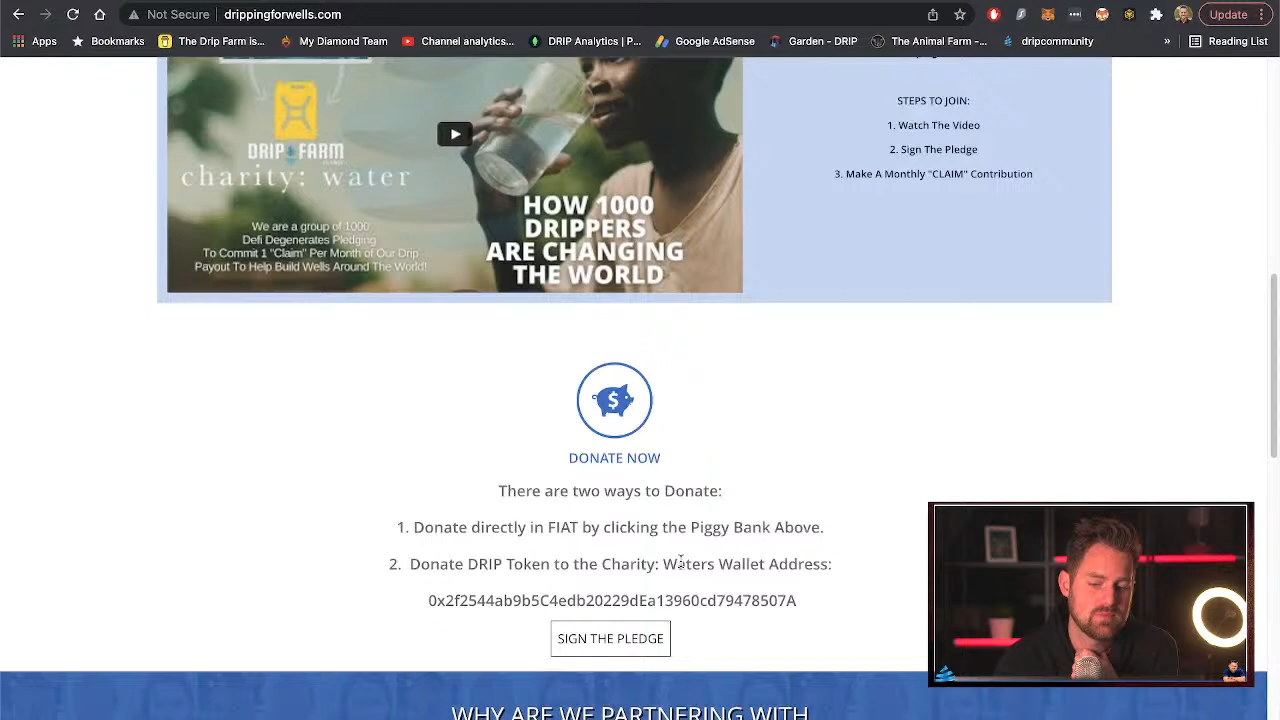 Not Secure
drippingforwells.com
Update
Apps
Bookmarks
The Drip Farm is...
My Diamond Team
Channel analytics...
DRIP Analytics | P...
Google AdSense
Garden - DRIP
The Animal Farm -...
dripcommunity
»
Reading List
STEPS TO JOIN:
1. Watch The Video
2. Sign The Pledge
3. Make A Monthly "CLAIM" Contribution
DRIP FARM
charity: water
We are a group of 1000
Defi Degenerates Pledging
To Commit 1 "Claim" Per Month of Our Drip
Payout To Help Build Wells Around The World!
HOW 1000
DRIPPERS
ARE CHANGING
THE WORLD
$
DONATE NOW
There are two ways to Donate:
1. Donate directly in FIAT by clicking the Piggy Bank Above.
2. Donate DRIP Token to the Charity: Waters Wallet Address:
0x2f2544ab9b5C4edb20229dEa13960cd79478507A
SIGN THE PLEDGE
WHY ARE WE PARTNERING WITH